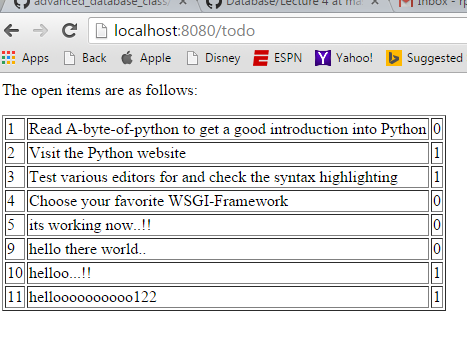 advanced_database_class/
Database/Lecture 4 at ma
Inbox - rp
localhost:8080/todo
Apps Back Apple Disney ESPN Yahoo! Suggested
The open items are as follows:
1 Read A-byte-of-python to get a good introduction into Python 0
2 Visit the Python website 1
3 Test various editors for and check the syntax highlighting 1
4 Choose your favorite WSGI-Framework 0
5 its working now..!! 0
9 hello there world.. 0
10 helloo...!! 1
11 helloooooooooo122 1